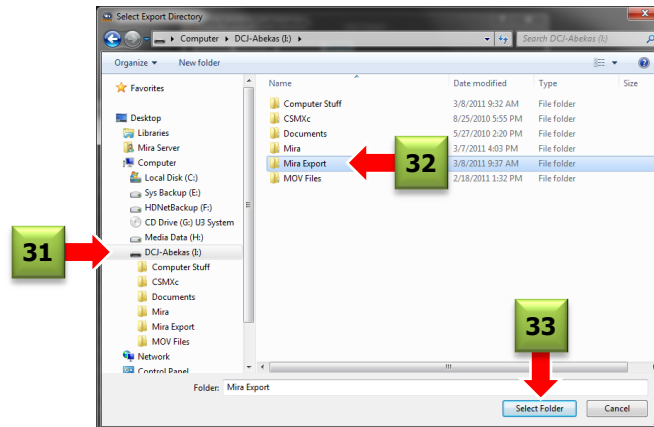 Select Export Directory
Computer DCJ-Abekas (I:) Search DCJ-Abekas (I:)
Organize New folder
Favorites
Desktop
Libraries
Mira Server
Computer
Local Disk (C:)
Sys Backup (E:)
HDNetBackup (F:)
CD Drive (G:) U3 System
Media Data (H:)
DCJ-Abekas (I:)
Computer Stuff
CSMXc
Documents
Mira
Mira Export
MOV Files
Network
Control Panel
Name Date modified Type Size
Computer Stuff 3/8/2011 9:32 AM File folder
CSMXc 8/25/2010 5:55 PM File folder
Documents 5/27/2010 2:20 PM File folder
Mira 3/7/2011 4:03 PM File folder
Mira Export 3/8/2011 9:37 AM File folder
MOV Files 2/18/2011 1:32 PM File folder
32
31
33
Folder: Mira Export
Select Folder Cancel